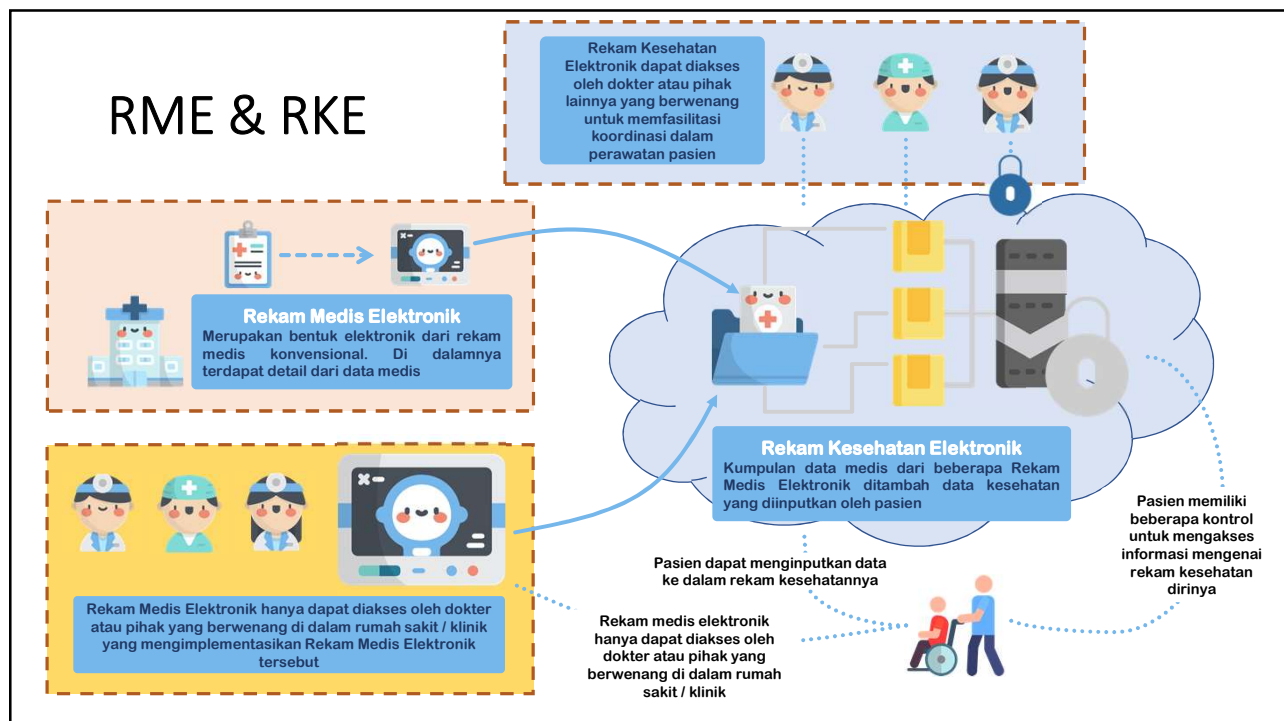 RME & RKE
Rekam Kesehatan
Elektronik dapat diakses
oleh dokter atau pihak
lainnya yang berwenang
untuk memfasilitasi
koordinasi dalam
perawatan pasien
Rekam Medis Elektronik
Merupakan bentuk elektronik dari rekam
medis konvensional. Di dalamnya
terdapat detail dari data medis
Rekam Kesehatan Elektronik
Kumpulan data medis dari beberapa Rekam
Medis Elektronik ditambah data kesehatan
yang diinputkan oleh pasien
Rekam Medis Elektronik hanya dapat diakses oleh dokter
atau pihak yang berwenang di dalam rumah sakit / klinik
yang mengimplementasikan Rekam Medis Elektronik
tersebut
Pasien dapat menginputkan data
ke dalam rekam kesehatannya
Rekam medis elektronik
hanya dapat diakses oleh
dokter atau pihak yang
berwenang di dalam rumah
sakit / klinik
Pasien memiliki
beberapa kontrol
untuk mengakses
informasi mengenai
rekam kesehatan
dirinya